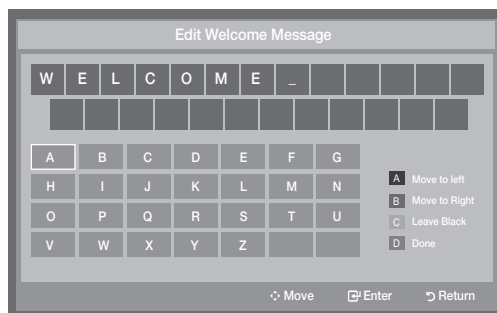 Edit Welcome Message
W E L C O M E _
A B C D E F G
H I J K L M N
O P Q R S T U
V W X Y Z
A Move to left
B Move to Right
C Leave Black
D Done
Move Enter Return